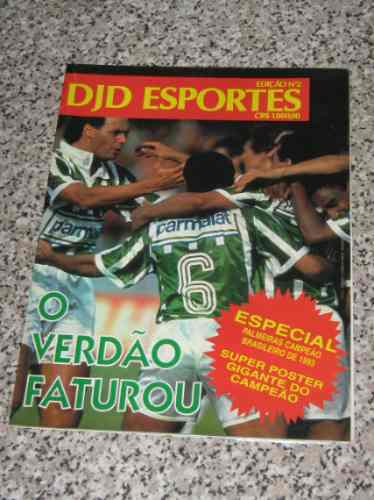 EDIÇÃO Nº2
DJD ESPORTES
parmalat
parmalat
6
O
VERDÃO
FATUROU
ESPECIAL
PALMEIRAS CAMPEÃO
BRASILEIRO DE 1993
SUPER POSTER
GIGANTE DO
CAMPEÃO